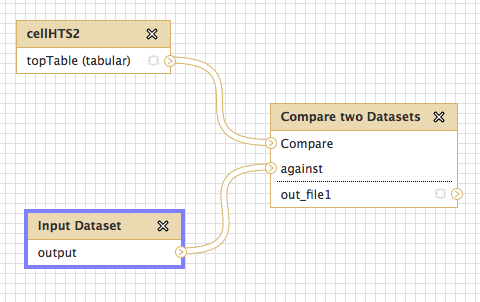 cellHTS2
topTable (tabular)
Compare two Datasets
Compare
against
out_file1
Input Dataset
output